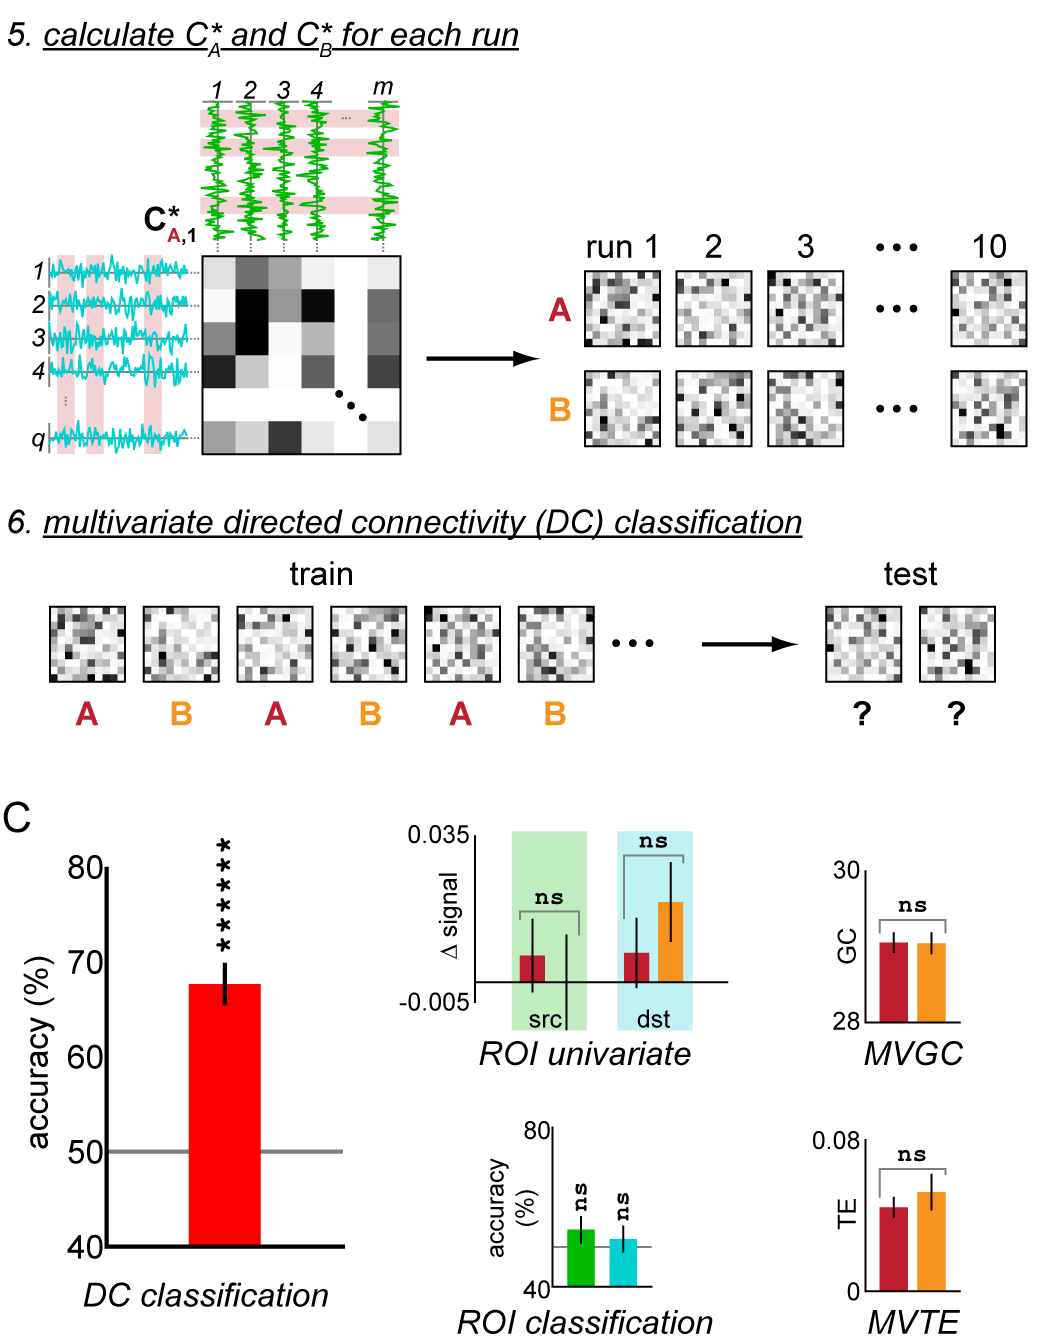 5. calculate C*A and C*B for each run
1 2 3 4 m
...
C*A,1
1
2
3
4
...
q
run 1 2 3 ... 10
A ...
B ...
6. multivariate directed connectivity (DC) classification
train test
... 
A B A B A B ? ?
C
80
70
60
50
40
accuracy (%)
******
DC classification
0.035
-0.005
Δ signal
ns
ns
src dst
ROI univariate
30
28
GC
ns
MVGC
80
40
accuracy
(%)
ns ns
ROI classification
0.08
0
TE
ns
MVTE